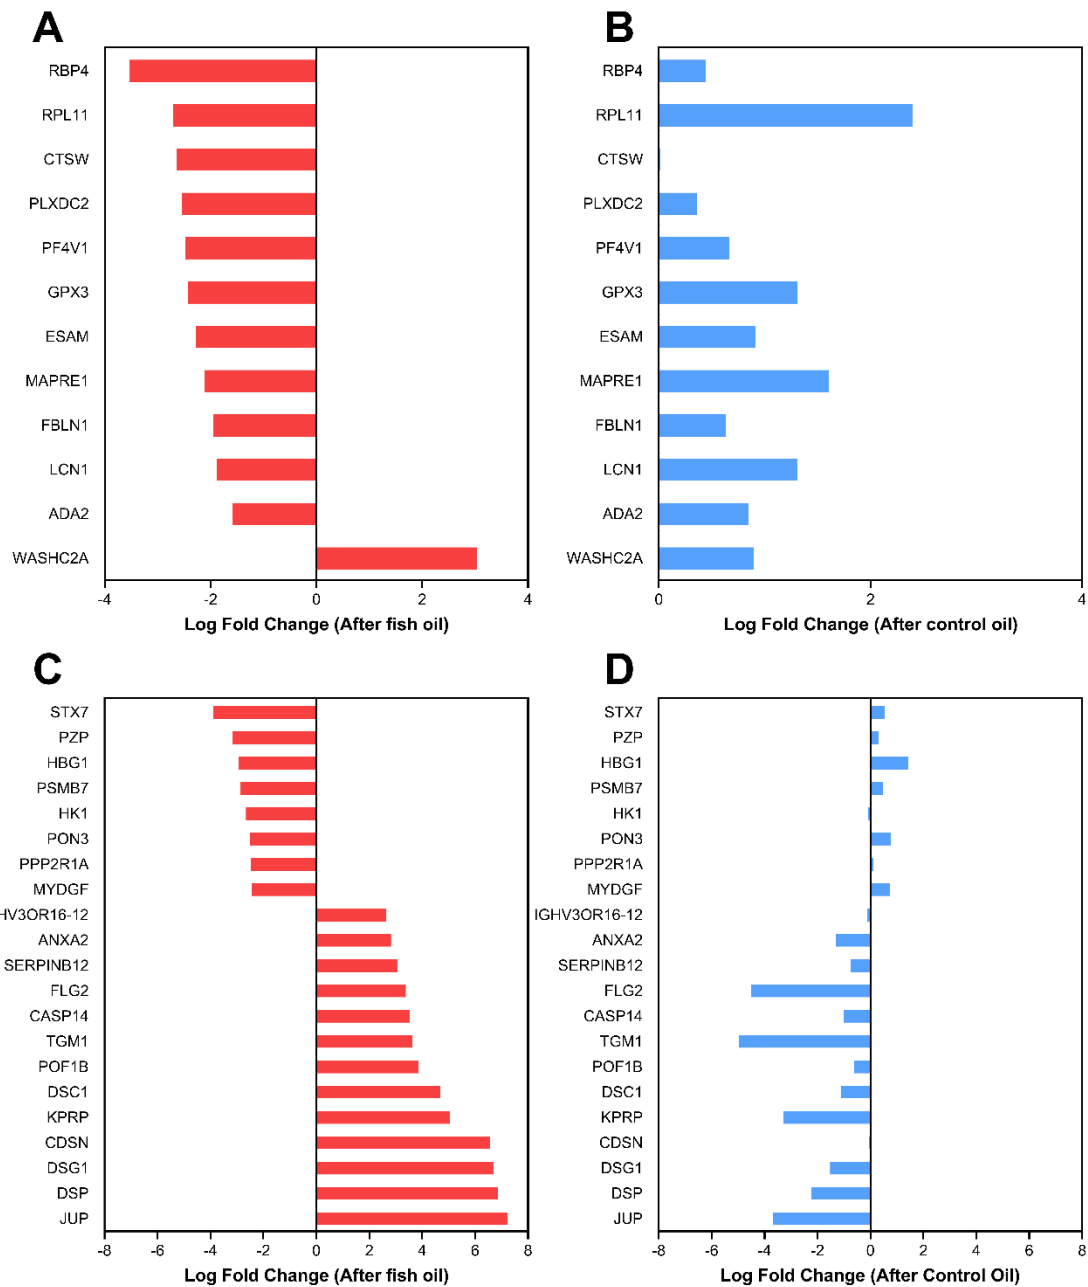 A
RBP4
RPL11
CTSW
PLXDC2
PF4V1
GPX3
ESAM
MAPRE1
FBLN1
LCN1
ADA2
WASHC2A
-4 -2 0 2 4
Log Fold Change (After fish oil)
B
RBP4
RPL11
CTSW
PLXDC2
PF4V1
GPX3
ESAM
MAPRE1
FBLN1
LCN1
ADA2
WASHC2A
0 2 4
Log Fold Change (After control oil)
C
STX7
PZP
HBG1
PSMB7
HK1
PON3
PPP2R1A
MYDGF
HV3OR16-12
ANXA2
SERPINB12
FLG2
CASP14
TGM1
POF1B
DSC1
KPRP
CDSN
DSG1
DSP
JUP
-8 -6 -4 -2 0 2 4 6 8
Log Fold Change (After fish oil)
D
STX7
PZP
HBG1
PSMB7
HK1
PON3
PPP2R1A
MYDGF
IGHV3OR16-12
ANXA2
SERPINB12
FLG2
CASP14
TGM1
POF1B
DSC1
KPRP
CDSN
DSG1
DSP
JUP
-8 -6 -4 -2 0 2 4 6 8
Log Fold Change (After Control Oil)